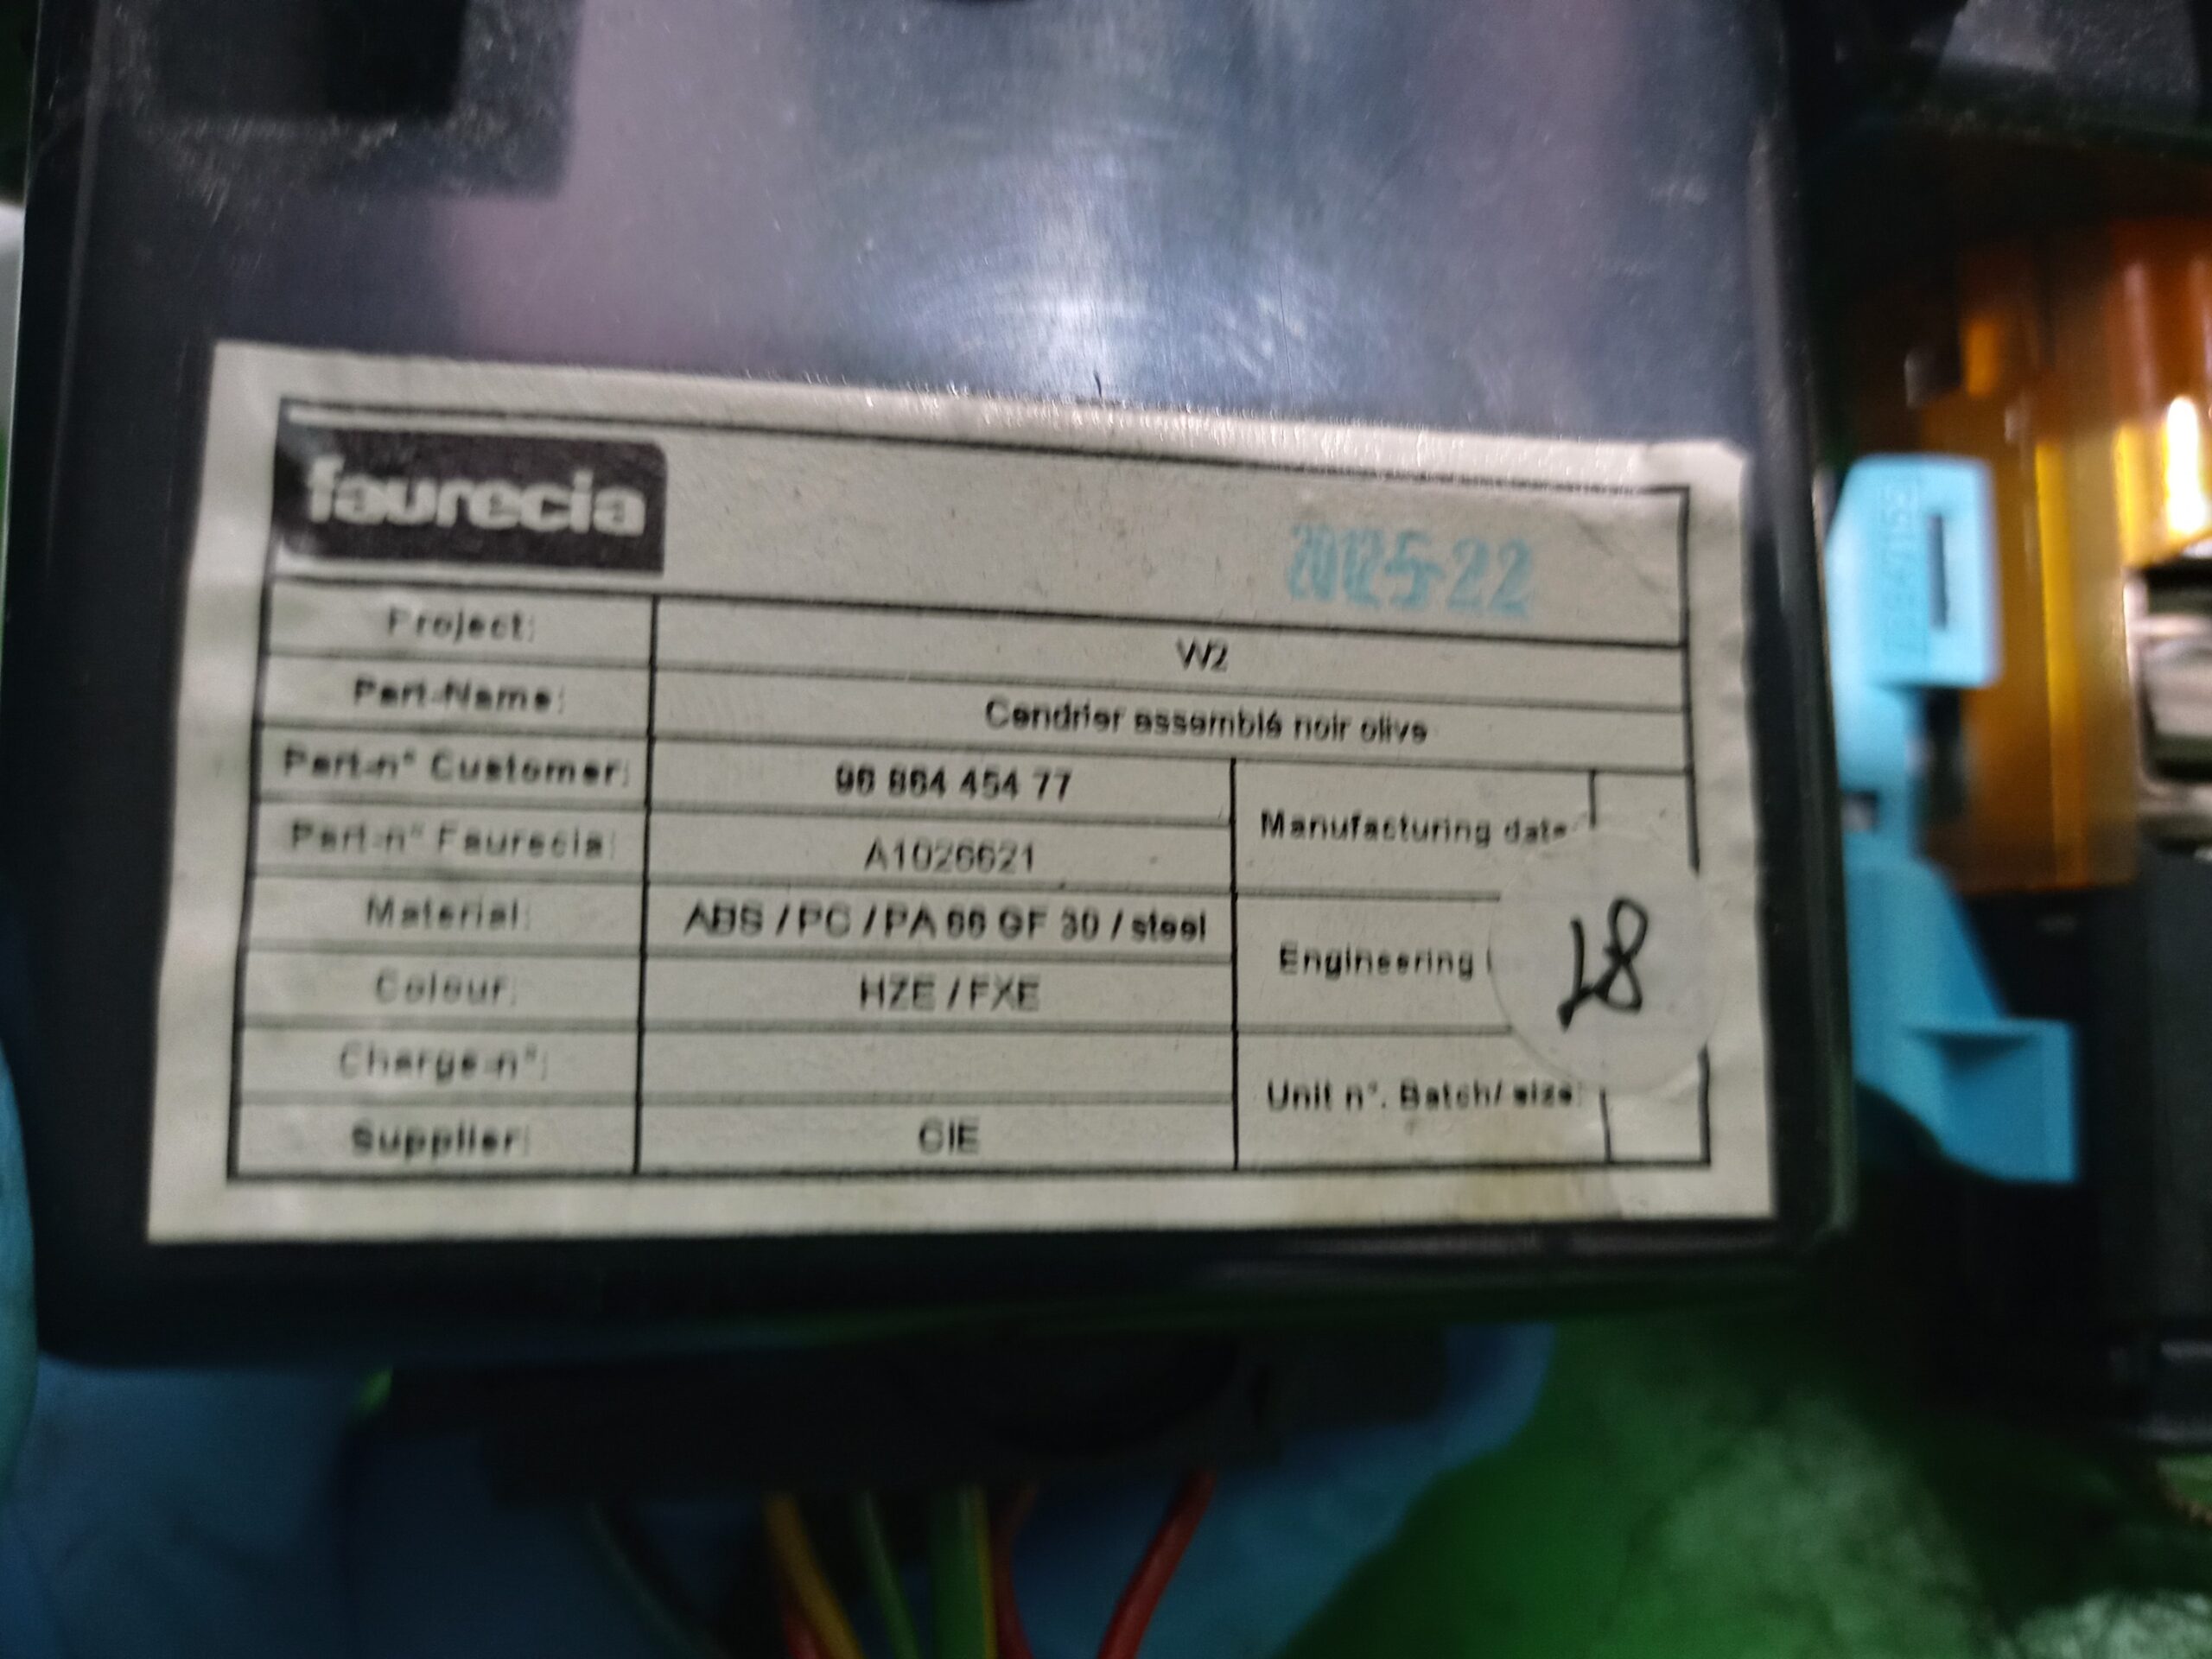 faurecia
Project: W2
Part-Name: Cendrier assemblé noir olive
Part-n° Customer: 96 864 454 77
Manufacturing date
Part-n° Faurecia: A1026621
Material: ABS / PC / PA 66 GF 30 / steel
Engineering
18
Colour: HZE / FXE
Charge-n°:
Unit n°. Batch/ size:
Supplier: CIE